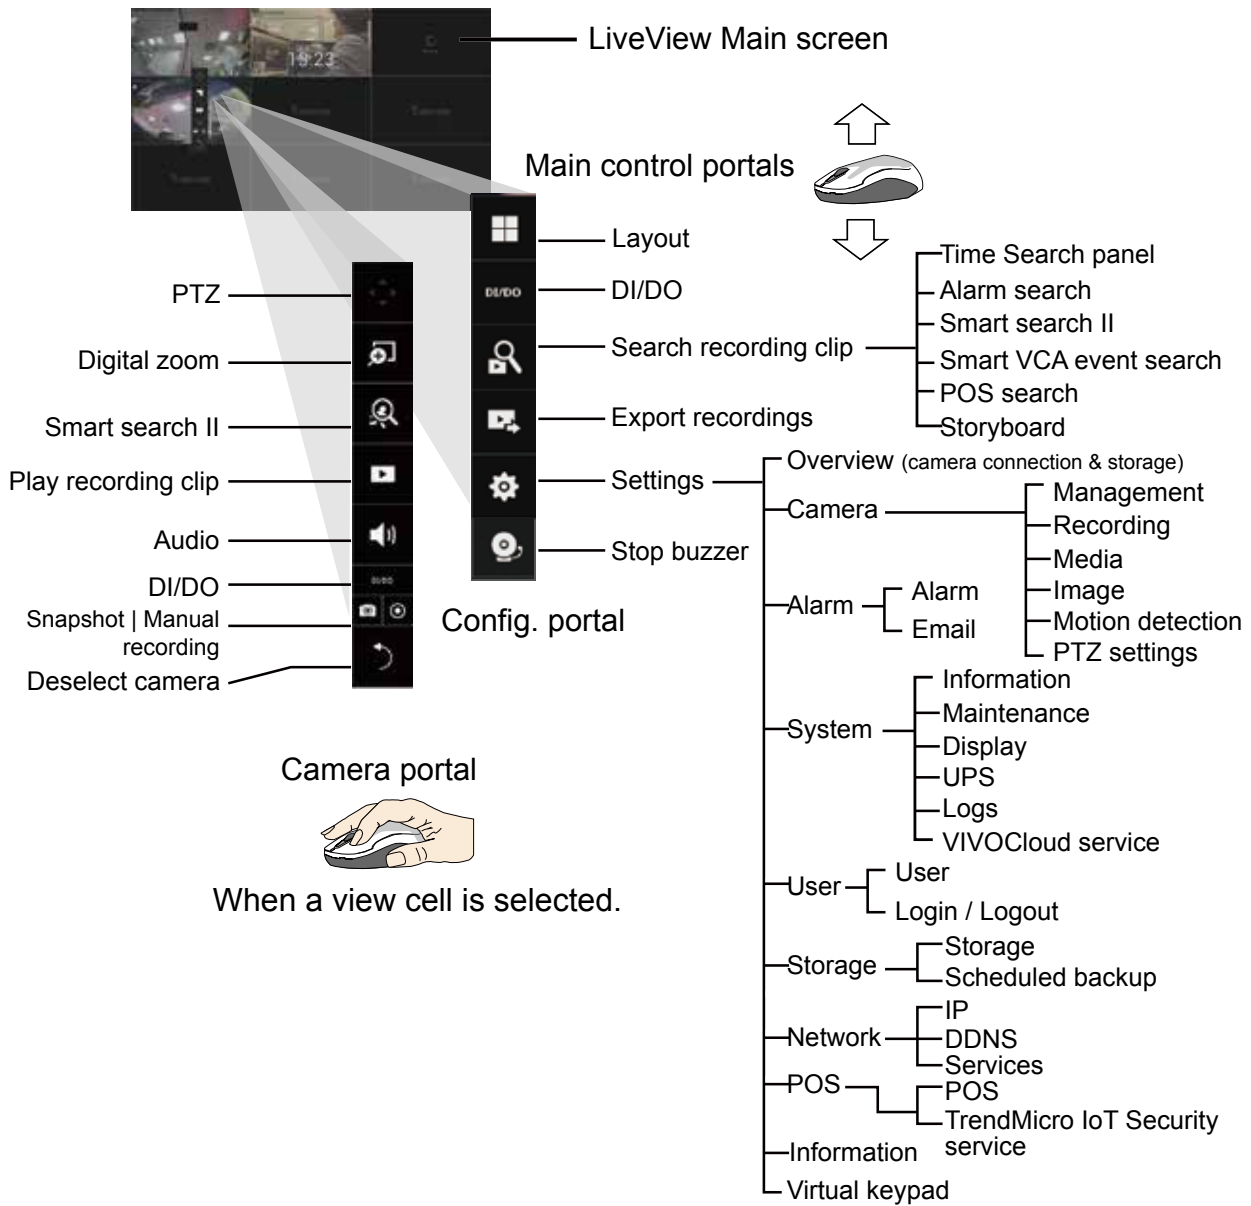 LiveView Main screen
19:23
Main control portals
Layout
DI/DO
DI/DO
Search recording clip
Export recordings
Settings
Stop buzzer
Config. portal
Time Search panel
Alarm search
Smart search II
Smart VCA event search
POS search
Storyboard
PTZ
Digital zoom
Smart search II
Play recording clip
Audio
DI/DO
DI/DO
Snapshot | Manual
recording
Deselect camera
Camera portal
When a view cell is selected.
Overview (camera connection & storage)
Camera
Management
Recording
Media
Image
Motion detection
PTZ settings
Alarm
Alarm
Email
System
Information
Maintenance
Display
UPS
Logs
VIVOCloud service
User
User
Login / Logout
Storage
Storage
Scheduled backup
Network
IP
DDNS
Services
POS
POS
TrendMicro IoT Security
service
Information
Virtual keypad